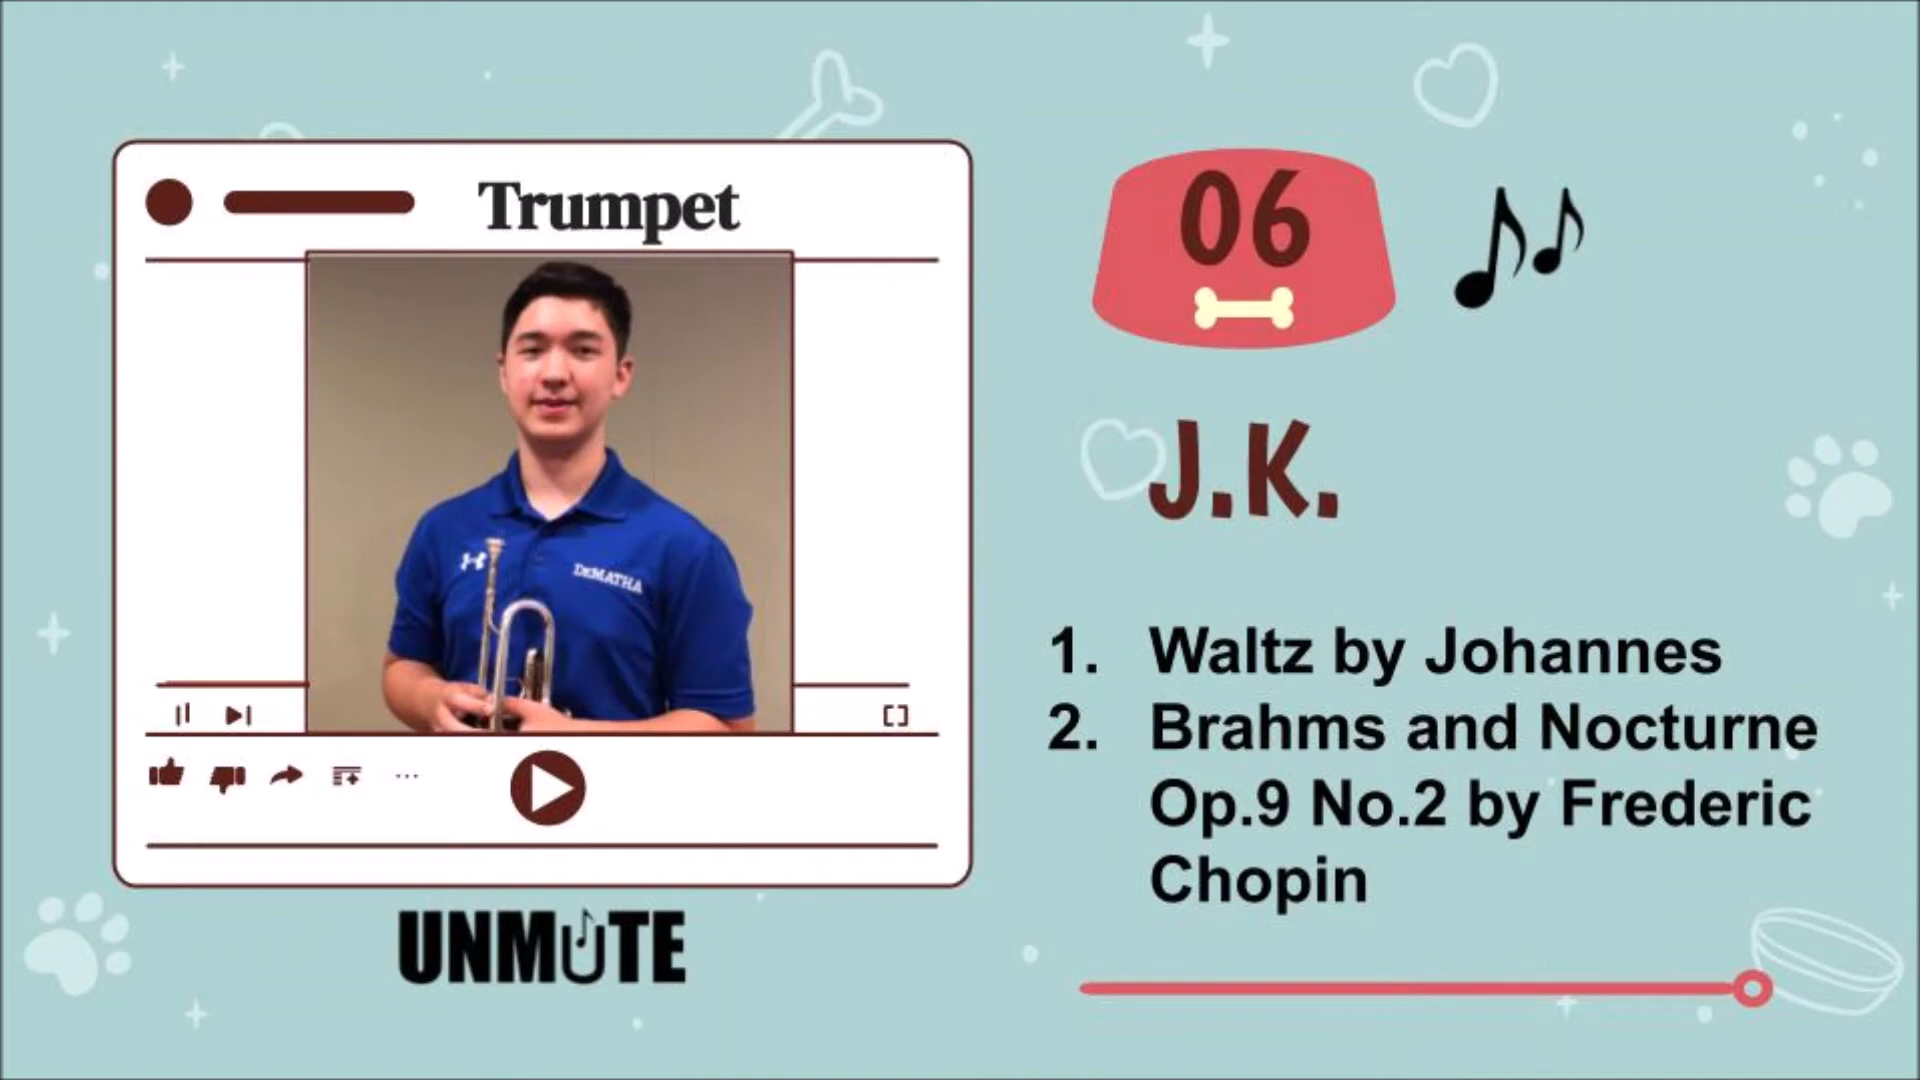 Trumpet
DEMATHA
UNMUTE
06
J.K.
1. Waltz by Johannes
2. Brahms and Nocturne
Op.9 No.2 by Frederic
Chopin